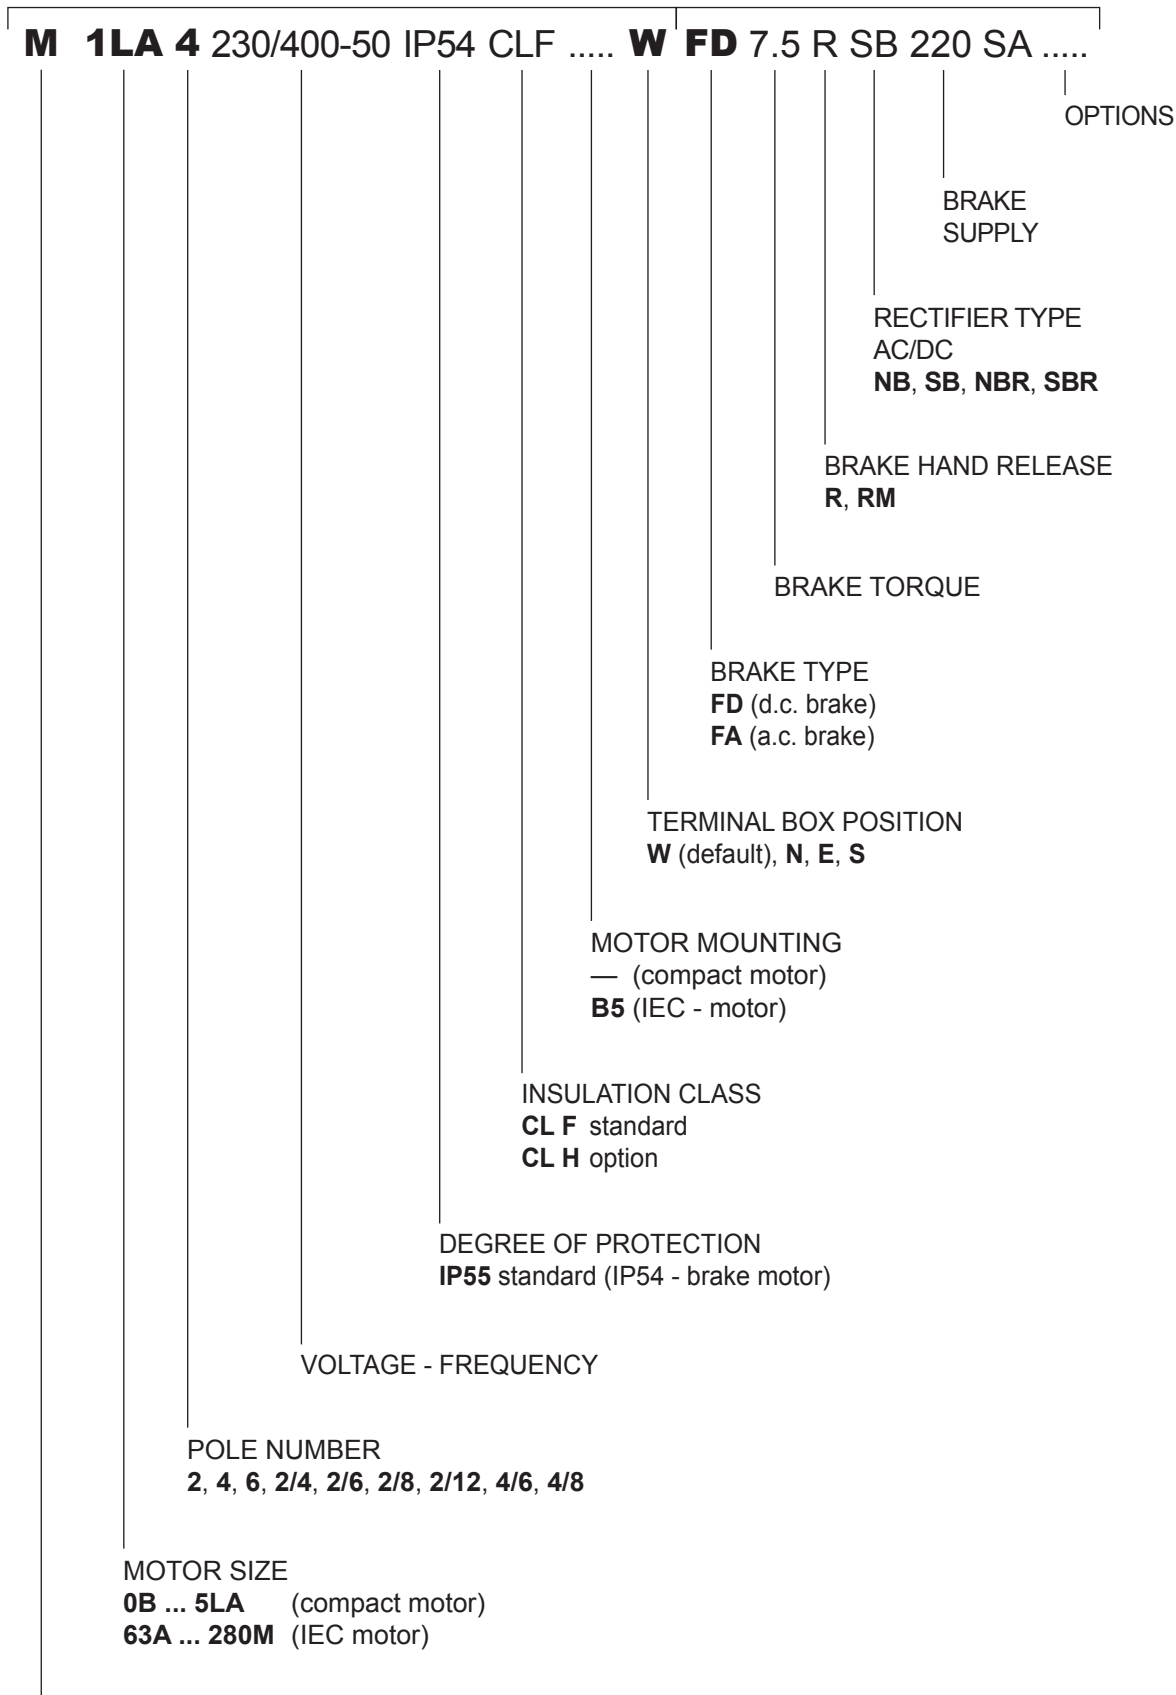 M 1LA 4 230/400-50 IP54 CLF ..... W FD 7.5 R SB 220 SA .....
OPTIONS
BRAKE
SUPPLY
RECTIFIER TYPE
AC/DC
NB, SB, NBR, SBR
BRAKE HAND RELEASE
R, RM
BRAKE TORQUE
BRAKE TYPE
FD (d.c. brake)
FA (a.c. brake)
TERMINAL BOX POSITION
W (default), N, E, S
MOTOR MOUNTING
— (compact motor)
B5 (IEC - motor)
INSULATION CLASS
CL F standard
CL H option
DEGREE OF PROTECTION
IP55 standard (IP54 - brake motor)
VOLTAGE - FREQUENCY
POLE NUMBER
2, 4, 6, 2/4, 2/6, 2/8, 2/12, 4/6, 4/8
MOTOR SIZE
0B ... 5LA (compact motor)
63A ... 280M (IEC motor)